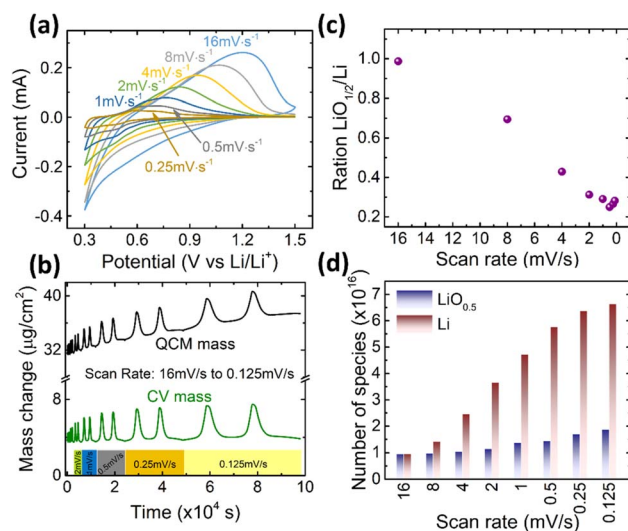 (a)
16mV·s⁻¹
8mV·s⁻¹
4mV·s⁻¹
2mV·s⁻¹
1mV·s⁻¹
0.5mV·s⁻¹
0.25mV·s⁻¹
Current (mA)
0.2
0.0
-0.2
-0.4
0.3 0.6 0.9 1.2 1.5
Potential (V vs Li/Li⁺)
(c)
Ration LiO₁/₂/Li
1.0
0.8
0.6
0.4
0.2
16 14 12 10 8 6 4 2 0
Scan rate (mV/s)
(b)
Mass change (µg/cm²)
40
32
8
0
QCM mass
Scan Rate: 16mV/s to 0.125mV/s
CV mass
2mV/s
1mV/s
0.5mV/s
0.25mV/s
0.125mV/s
0 2 4 6 8 10
Time (×10⁴ s)
(d)
LiO₀.₅
Li
Number of species (x10¹⁶)
7
6
5
4
3
2
1
0
16 8 4 2 1 0.5 0.25 0.125
Scan rate (mV/s)